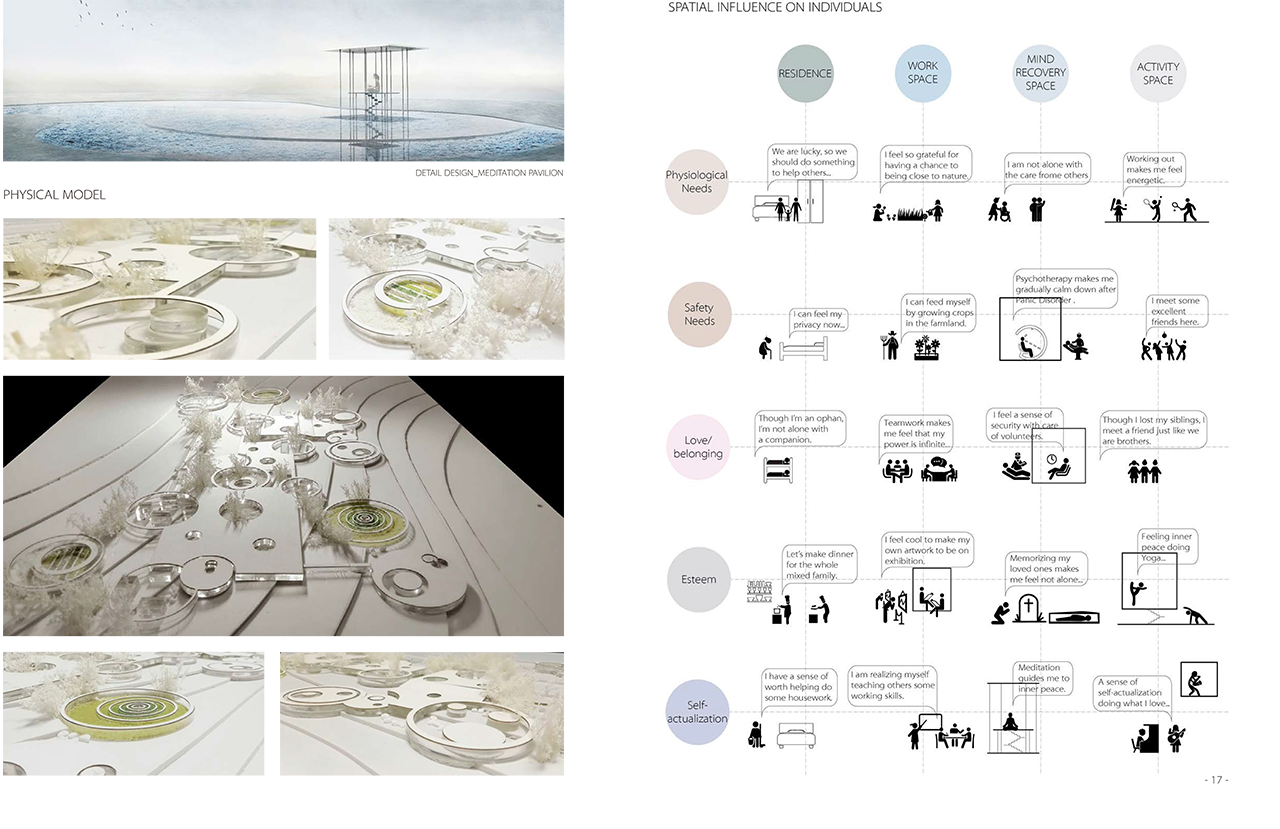 DETAIL DESIGN_MEDITATION PAVILION
PHYSICAL MODEL
SPATIAL INFLUENCE ON INDIVIDUALS
RESIDENCE
WORK
SPACE
MIND
RECOVERY
SPACE
ACTIVITY
SPACE
Physiological
Needs
We are lucky, so we
should do something
to help others...
I feel so grateful for
having a chance to
being close to nature.
I am not alone with
the care frome others
Working out
makes me feel
energetic.
Safety
Needs
I can feel my
privacy now...
I can feed myself
by growing crops
in the farmland.
Psychotherapy makes me
gradually calm down after
Panic Disorder .
I meet some
excellent
friends here.
Love/
belonging
Though I'm an ophan,
I'm not alone with
a companion.
Teamwork makes
me feel that my
power is infinite...
I feel a sense of
security with care
of volunteers.
Though I lost my siblings, I
meet a friend just like we
are brothers.
Esteem
Let's make dinner
for the whole
mixed family.
I feel cool to make my
own artwork to be on
exhibition.
Memorizing my
loved ones makes
me feel not alone...
Feeling inner
peace doing
Yoga...
Self-
actualization
I have a sense of
worth helping do
some housework.
I am realizing myself
teaching others some
working skills.
Meditation
guides me to
inner peace.
A sense of
self-actualization
doing what I love...
- 17 -